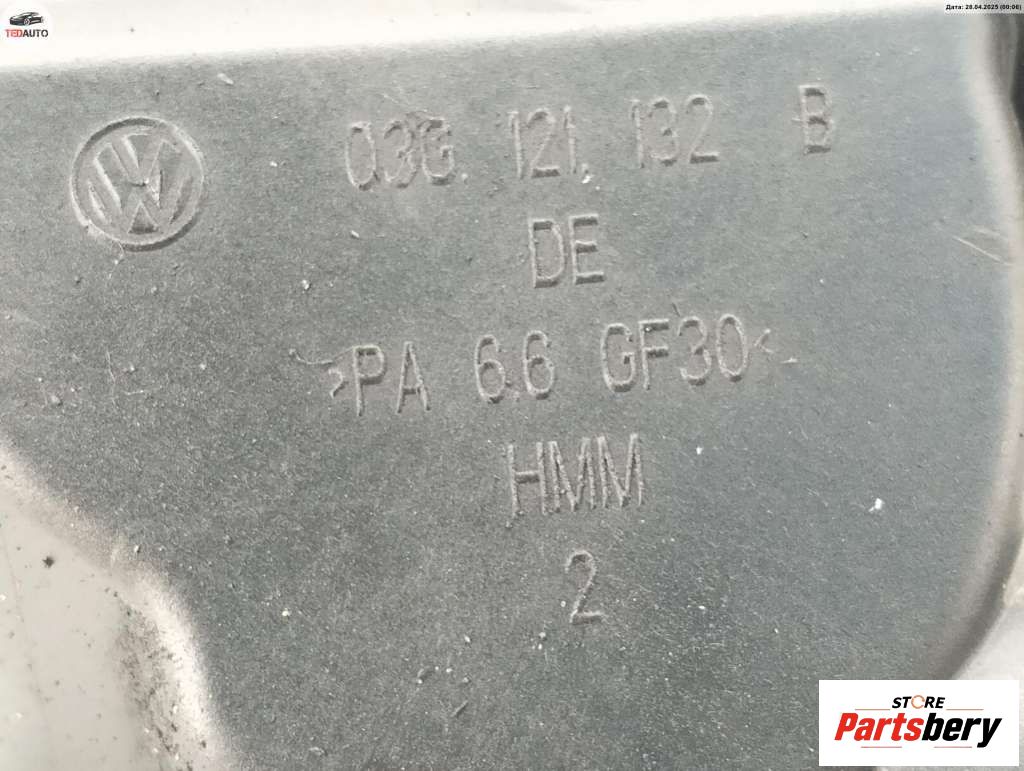 TEDAUTO
Дата: 28.04.2025 (00:06)
03G. 121. 132 B
DE
>PA 6.6 GF30<
HMM
2
STORE
Partsbery